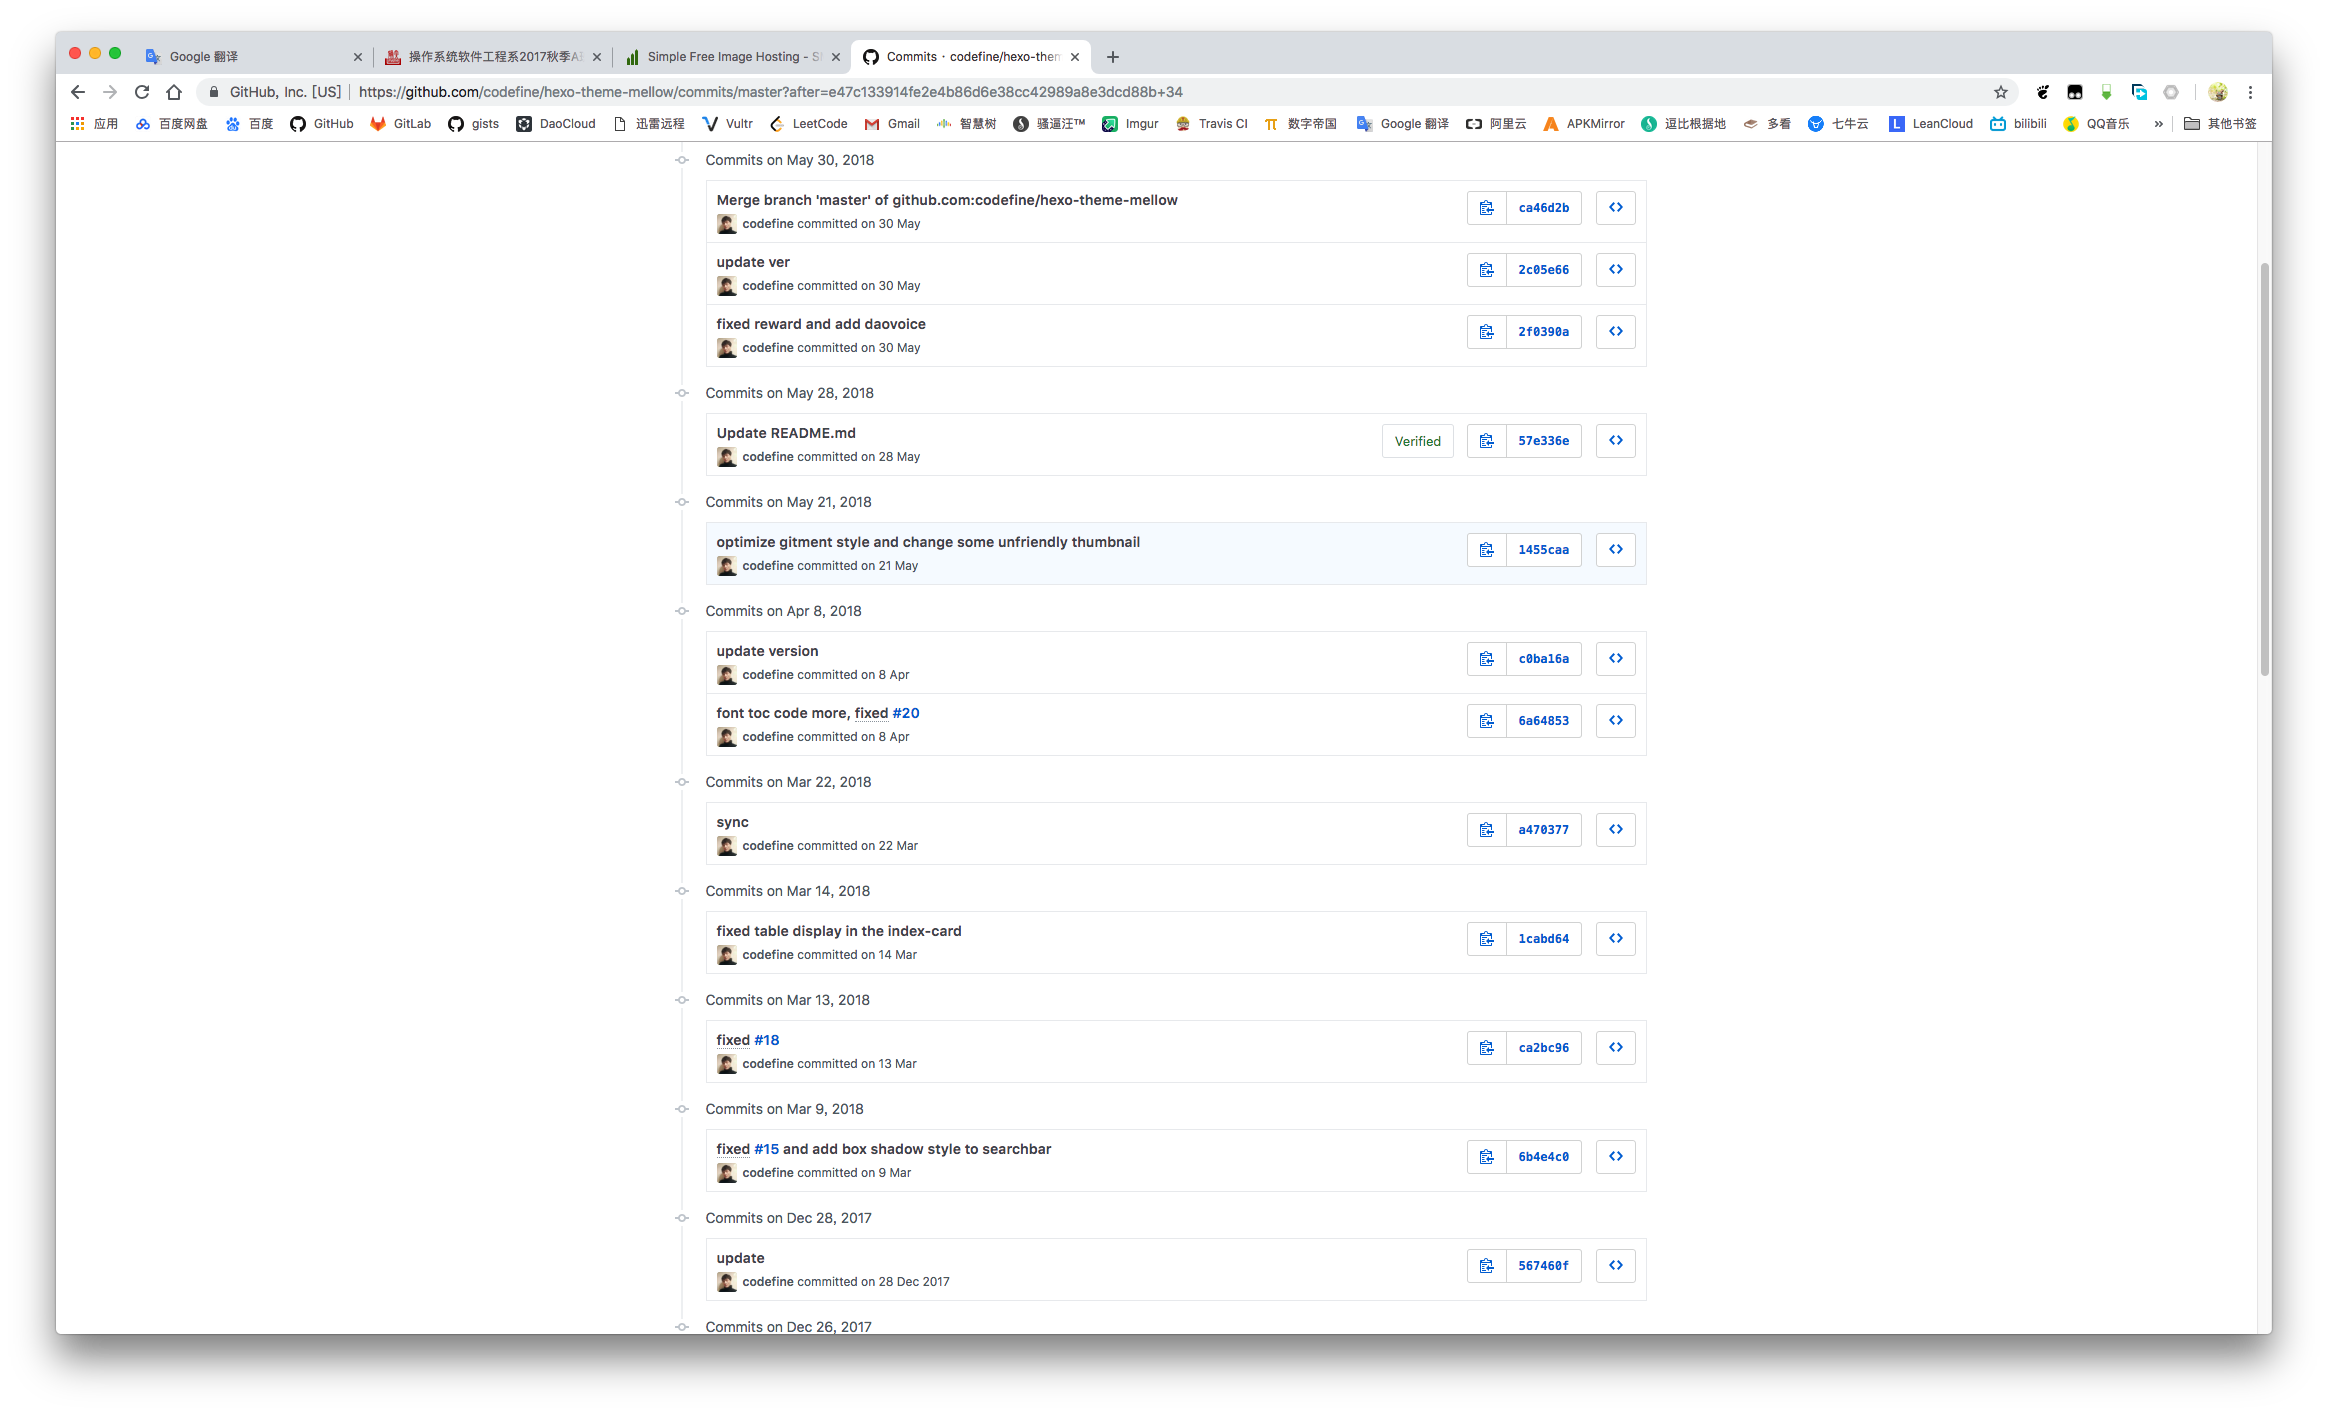 Google 翻译
操作系统软件工程系2017秋季A
Simple Free Image Hosting - S
Commits · codefine/hexo-them
GitHub, Inc. [US]
https://github.com/codefine/hexo-theme-mellow/commits/master?after=e47c133914fe2e4b86d6e38cc42989a8e3dcd88b+34
应用 百度网盘 百度 GitHub GitLab gists DaoCloud 迅雷远程 Vultr LeetCode Gmail 智慧树 骚逼汪™ Imgur Travis CI 数字帝国 Google 翻译 阿里云 APKMirror 逗比根据地 多看 七牛云 LeanCloud bilibili QQ音乐 » 其他书签
Commits on May 30, 2018
Merge branch 'master' of github.com:codefine/hexo-theme-mellow
codefine committed on 30 May
ca46d2b
update ver
codefine committed on 30 May
2c05e66
fixed reward and add daovoice
codefine committed on 30 May
2f0390a
Commits on May 28, 2018
Update README.md
codefine committed on 28 May
Verified
57e336e
Commits on May 21, 2018
optimize gitment style and change some unfriendly thumbnail
codefine committed on 21 May
1455caa
Commits on Apr 8, 2018
update version
codefine committed on 8 Apr
c0ba16a
font toc code more, fixed #20
codefine committed on 8 Apr
6a64853
Commits on Mar 22, 2018
sync
codefine committed on 22 Mar
a470377
Commits on Mar 14, 2018
fixed table display in the index-card
codefine committed on 14 Mar
1cabd64
Commits on Mar 13, 2018
fixed #18
codefine committed on 13 Mar
ca2bc96
Commits on Mar 9, 2018
fixed #15 and add box shadow style to searchbar
codefine committed on 9 Mar
6b4e4c0
Commits on Dec 28, 2017
update
codefine committed on 28 Dec 2017
567460f
Commits on Dec 26, 2017